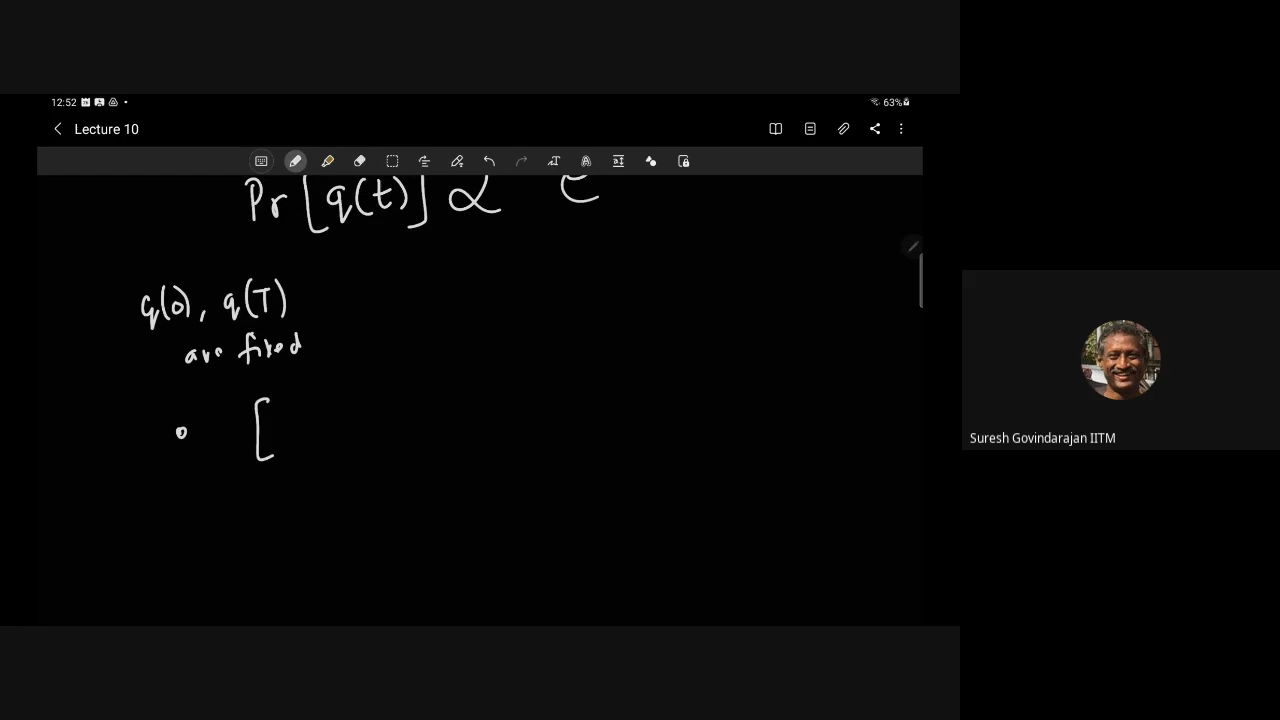 12:52
63%
Lecture 10
Pr [q(t)] ∝ e
q(0), q(T)
are fixed
[
Suresh Govindarajan IITM